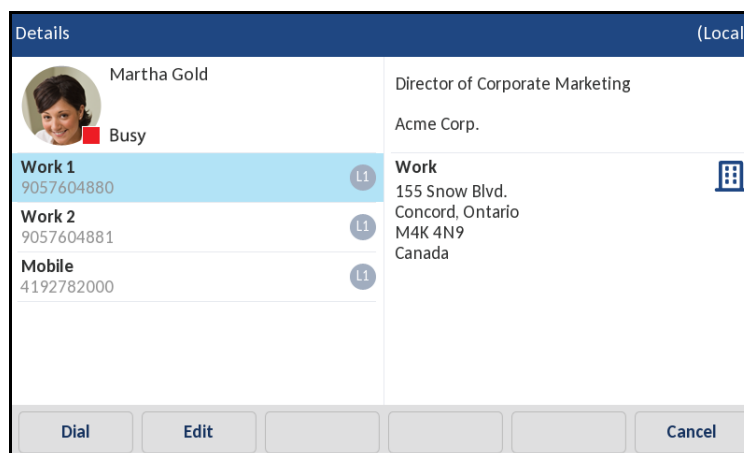 Details
(Local
Martha Gold
Busy
Director of Corporate Marketing
Acme Corp.
Work 1
9057604880
L1
Work 2
9057604881
L1
Mobile
4192782000
L1
Work
155 Snow Blvd.
Concord, Ontario
M4K 4N9
Canada
Dial
Edit
Cancel